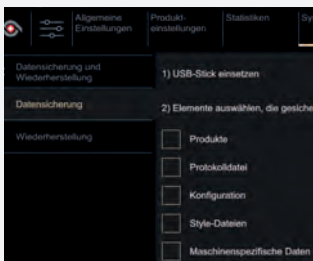 Allgemeine
Einstellungen
Produkt-
einstellungen
Statistiken
Datensicherung und
Wiederherstellung
Datensicherung
Wiederherstellung
1) USB-Stick einsetzen
2) Elemente auswählen, die gesiche
Produkte
Protokolldatei
Konfiguration
Style-Dateien
Maschinenspezifische Daten